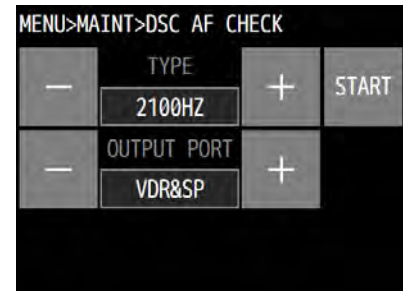 MENU>MAINT>DSC AF CHECK
TYPE
− 2100HZ + START
OUTPUT PORT
− VDR&SP +